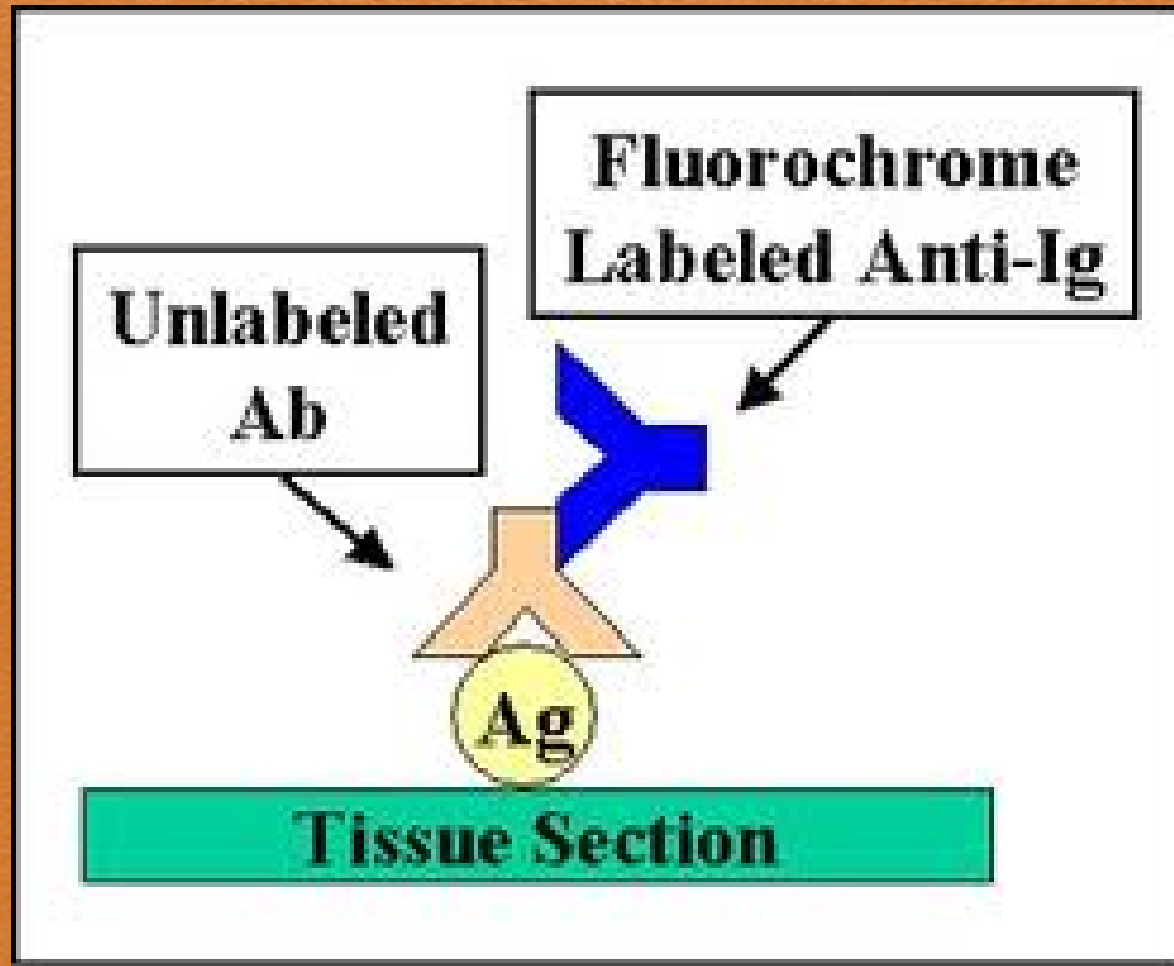 Fluorochrome
Labeled Anti-Ig
Unlabeled
Ab
Ag
Tissue Section